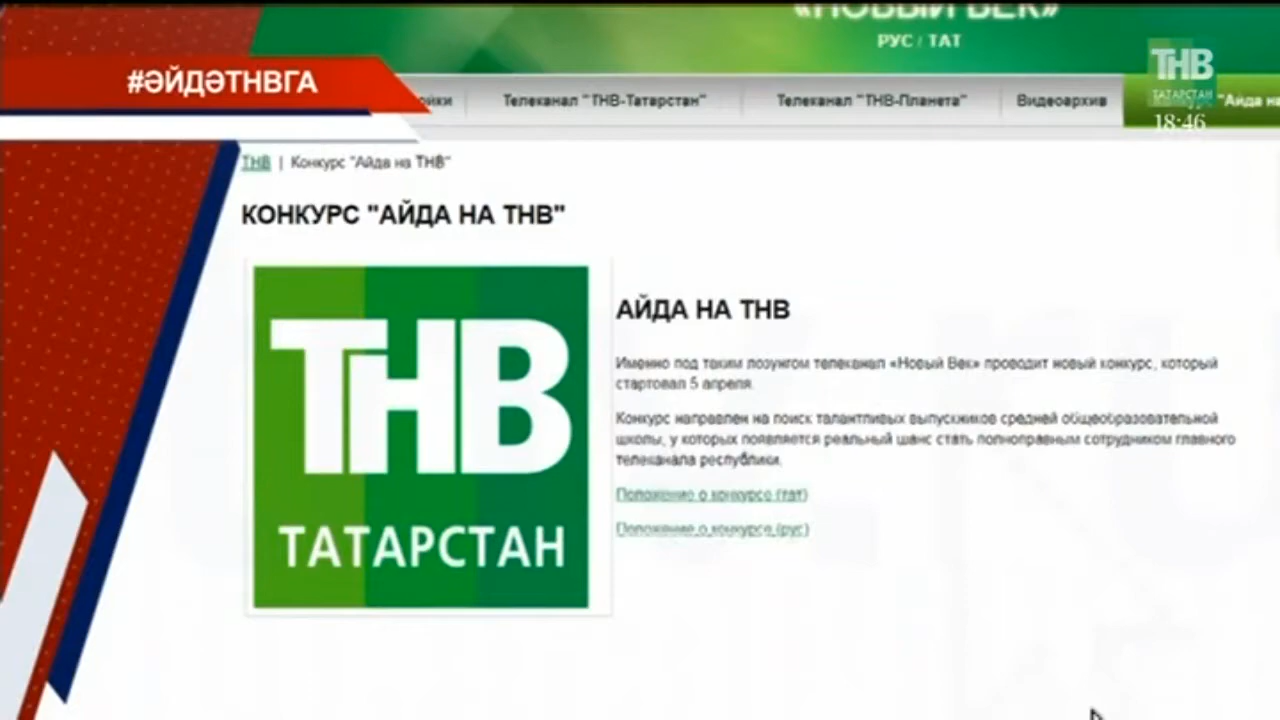 «НОВЫЙ ВЕК»
РУС / ТАТ
#ӘЙДӘТНВГА
ТНВ
ТАТАРСТАН
18:46
Телеканал "ТНВ-Татарстан"
Телеканал "ТНВ-Планета"
Видеоархив
"Айда на
ТНВ | Конкурс "Айда на ТНВ"
КОНКУРС "АЙДА НА ТНВ"
ТНВ
ТАТАРСТАН
АЙДА НА ТНВ
Именно под таким лозунгом телеканал «Новый Век» проводит новый конкурс, который
стартовал 5 апреля.
Конкурс направлен на поиск талантливых выпускников средней общеобразовательной
школы, у которых появляется реальный шанс стать полноправным сотрудником главного
телеканала республики.
Положение о конкурсе (тат)
Положение о конкурсе (рус)